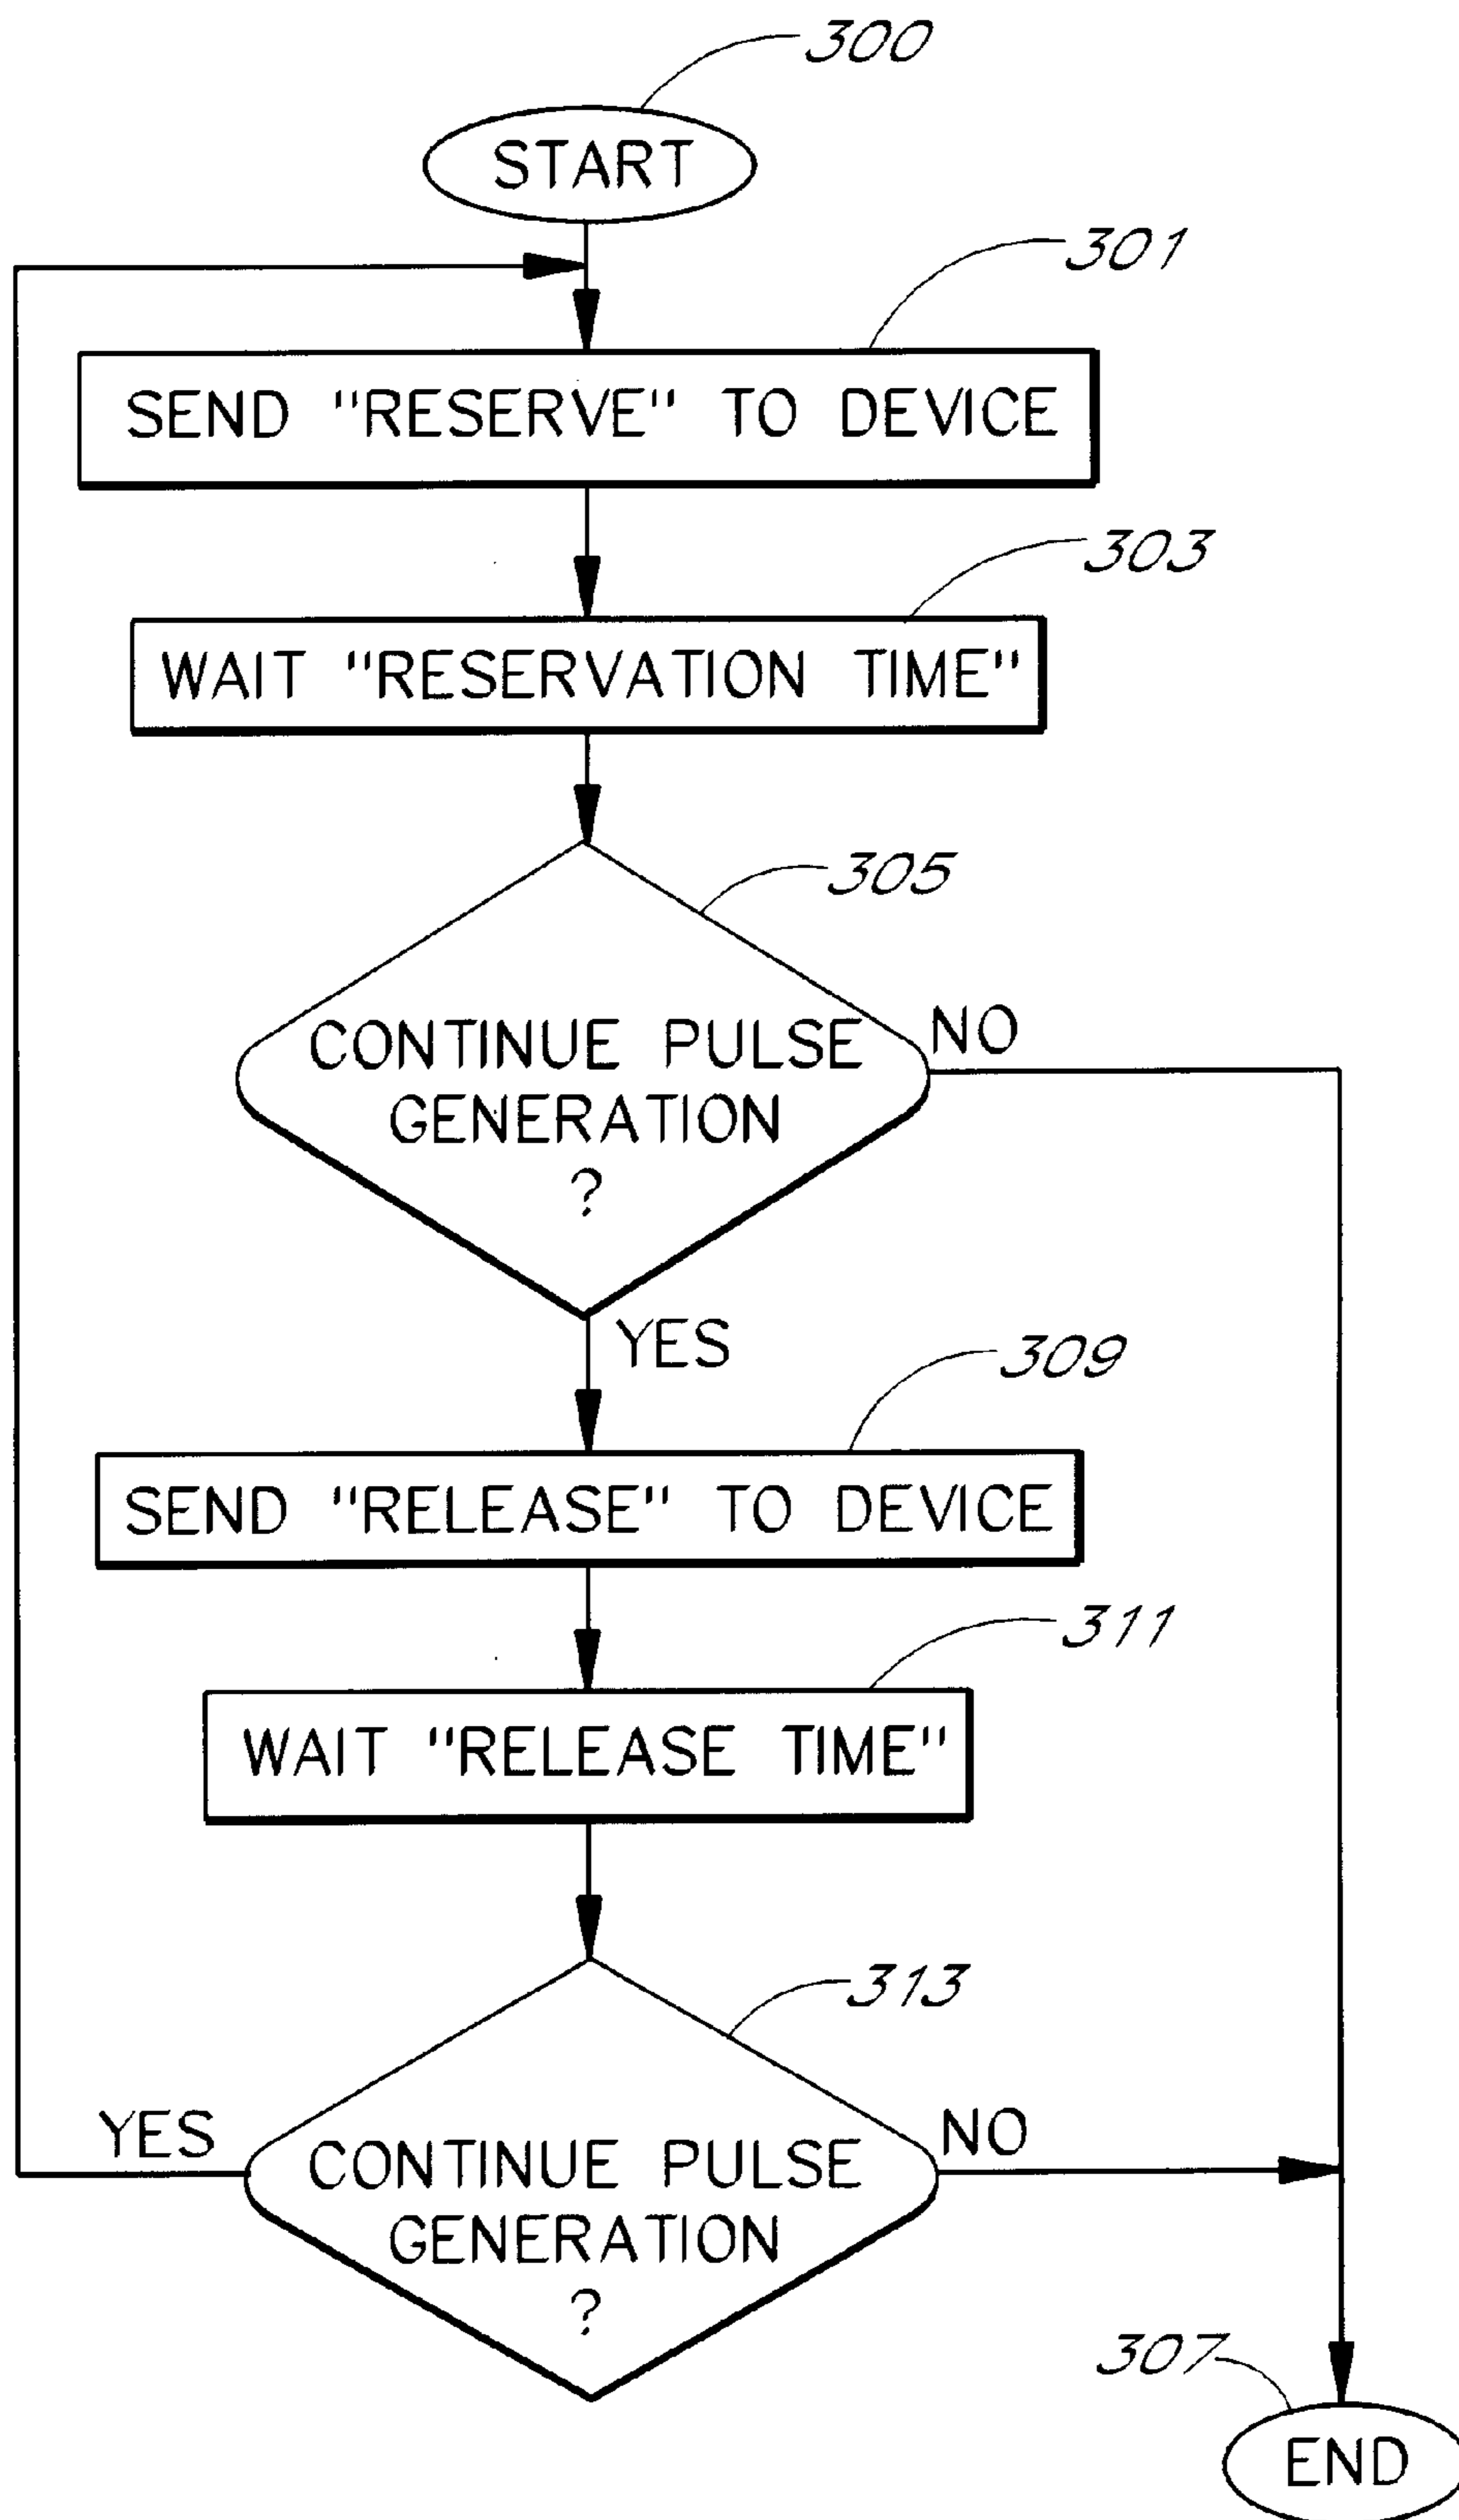 300
START
301
SEND "RESERVE" TO DEVICE
303
WAIT "RESERVATION TIME"
305
CONTINUE PULSE
GENERATION
?
NO
YES
309
SEND "RELEASE" TO DEVICE
311
WAIT "RELEASE TIME"
313
YES
CONTINUE PULSE
GENERATION
?
NO
307
END